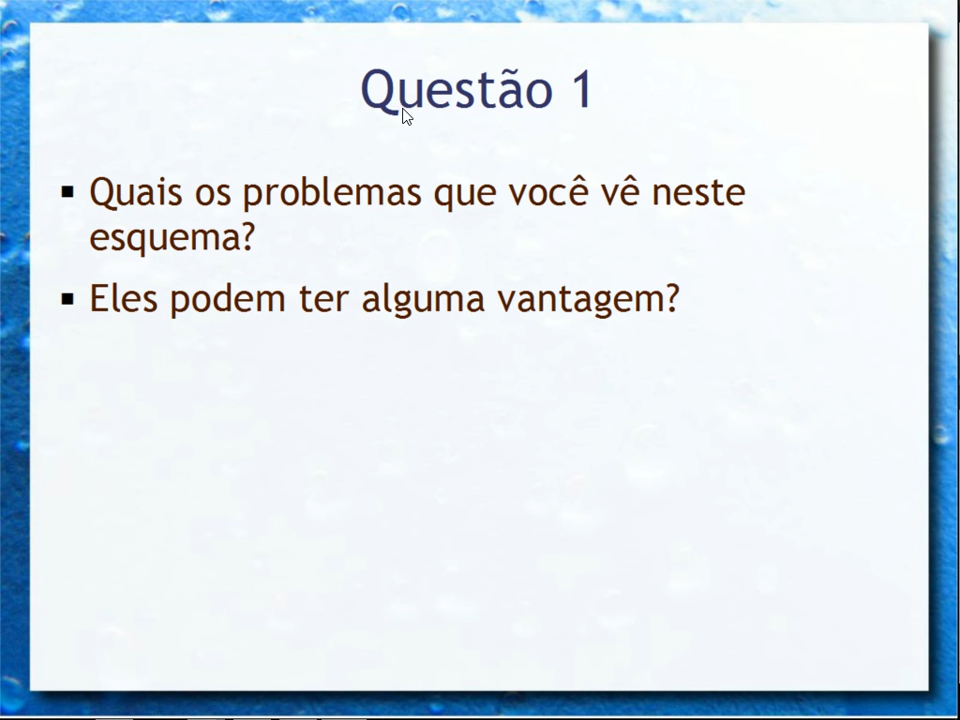 Questão 1
▪ Quais os problemas que você vê neste
esquema?
▪ Eles podem ter alguma vantagem?